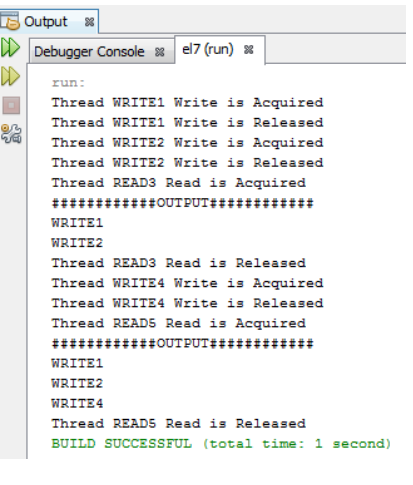 Output
Debugger Console
el7 (run)
run:
Thread WRITE1 Write is Acquired
Thread WRITE1 Write is Released
Thread WRITE2 Write is Acquired
Thread WRITE2 Write is Released
Thread READ3 Read is Acquired
############OUTPUT############
WRITE1
WRITE2
Thread READ3 Read is Released
Thread WRITE4 Write is Acquired
Thread WRITE4 Write is Released
Thread READ5 Read is Acquired
############OUTPUT############
WRITE1
WRITE2
WRITE4
Thread READ5 Read is Released
BUILD SUCCESSFUL (total time: 1 second)